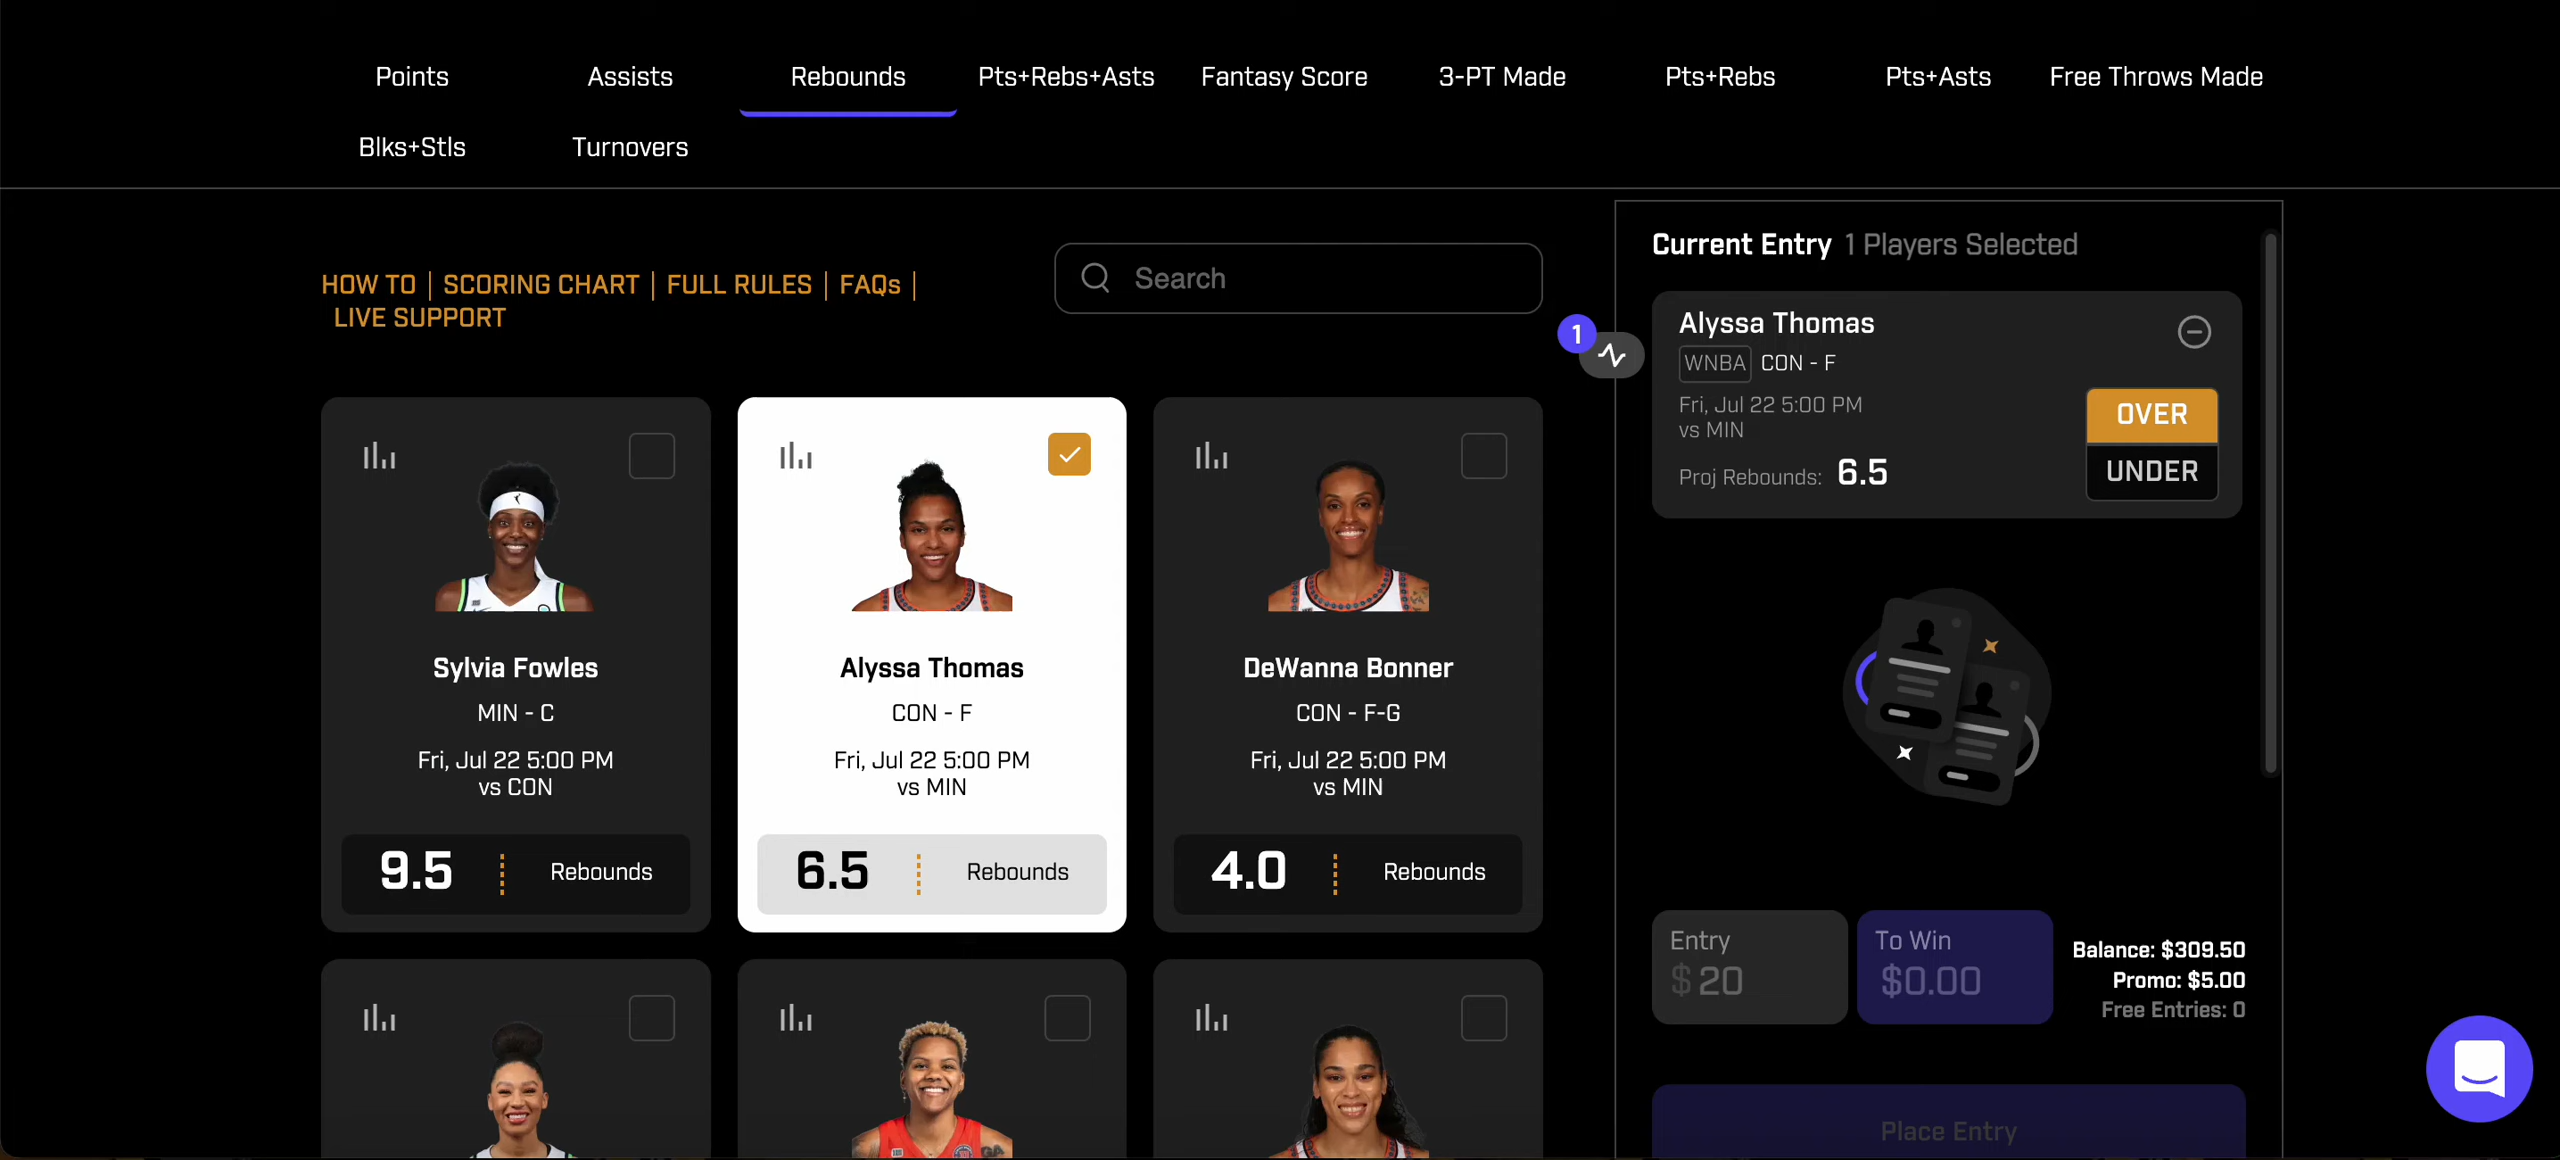 Points Assists Rebounds Pts+Rebs+Asts Fantasy Score 3-PT Made Pts+Rebs Pts+Asts Free Throws Made
Blks+Stls Turnovers
HOW TO | SCORING CHART | FULL RULES | FAQs |
LIVE SUPPORT
Search
Sylvia Fowles
MIN - C
Fri, Jul 22 5:00 PM
vs CON
9.5 Rebounds
Alyssa Thomas
CON - F
Fri, Jul 22 5:00 PM
vs MIN
6.5 Rebounds
DeWanna Bonner
CON - F-G
Fri, Jul 22 5:00 PM
vs MIN
4.0 Rebounds
1
Current Entry 1 Players Selected
Alyssa Thomas
WNBA CON - F
Fri, Jul 22 5:00 PM
vs MIN
Proj Rebounds: 6.5
OVER
UNDER
Entry
$ 20
To Win
$0.00
Balance: $309.50
Promo: $5.00
Free Entries: 0
Place Entry